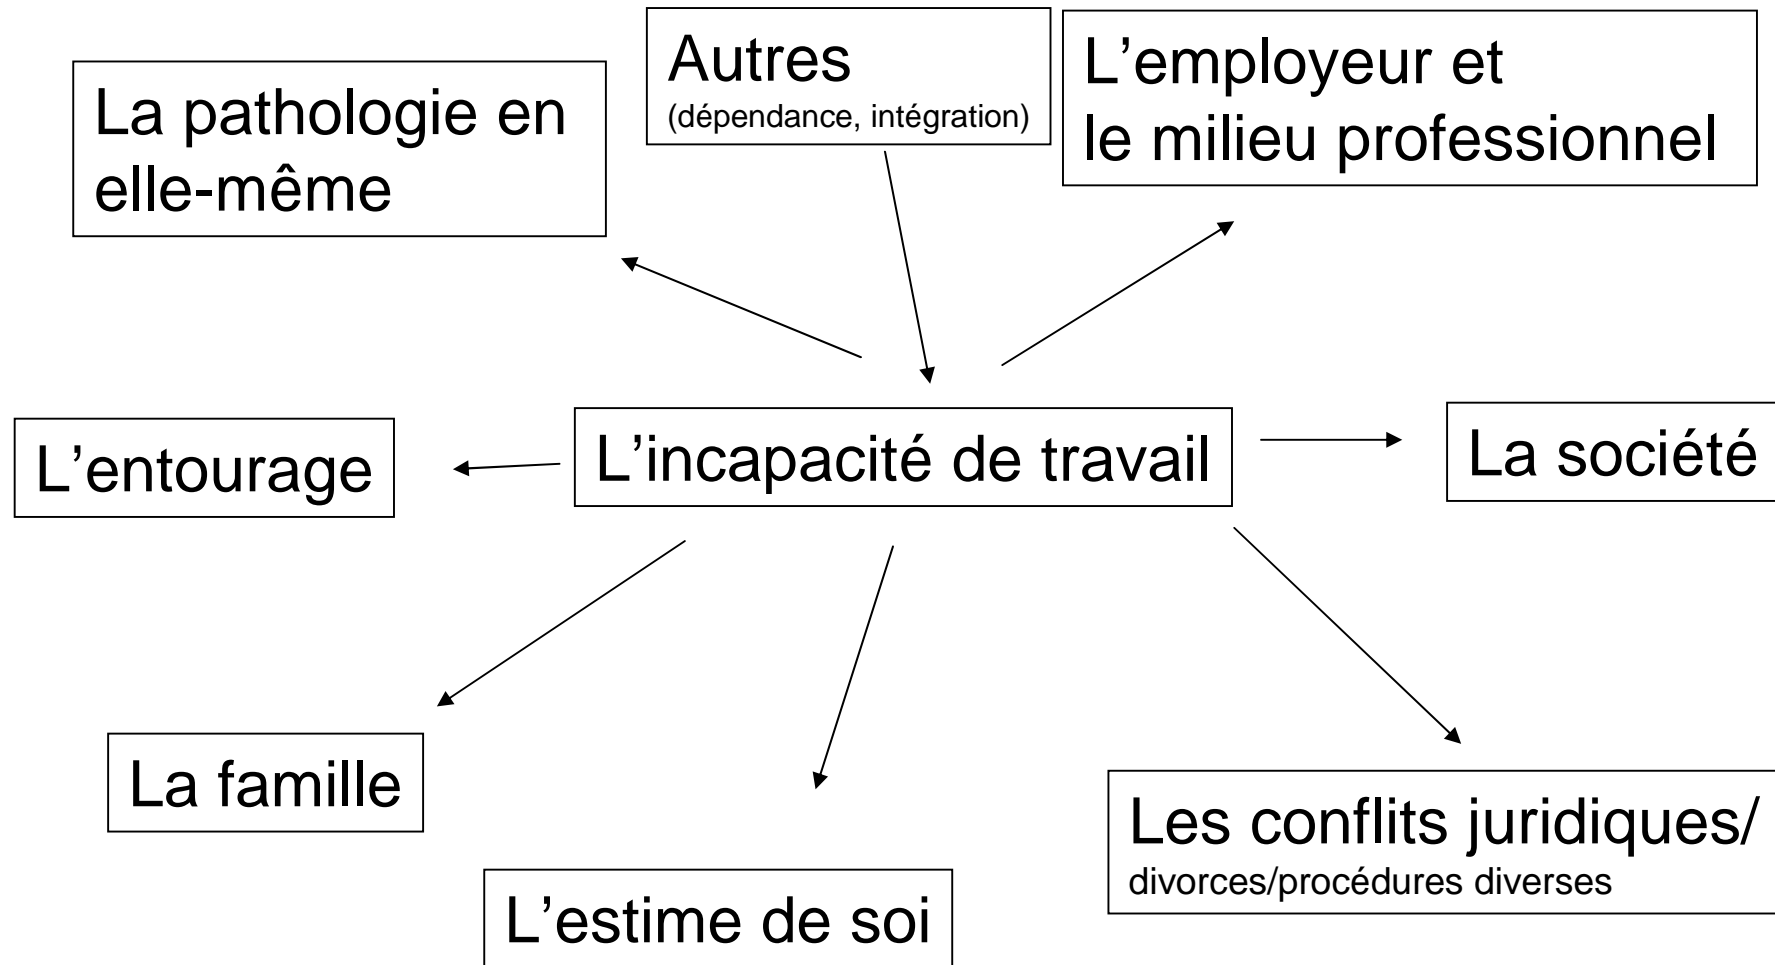 Autres
(dépendance, intégration)
L’employeur et
le milieu professionnel
La pathologie en
elle-même
L’entourage
L’incapacité de travail
La société
La famille
Les conflits juridiques/
divorces/procédures diverses
L’estime de soi